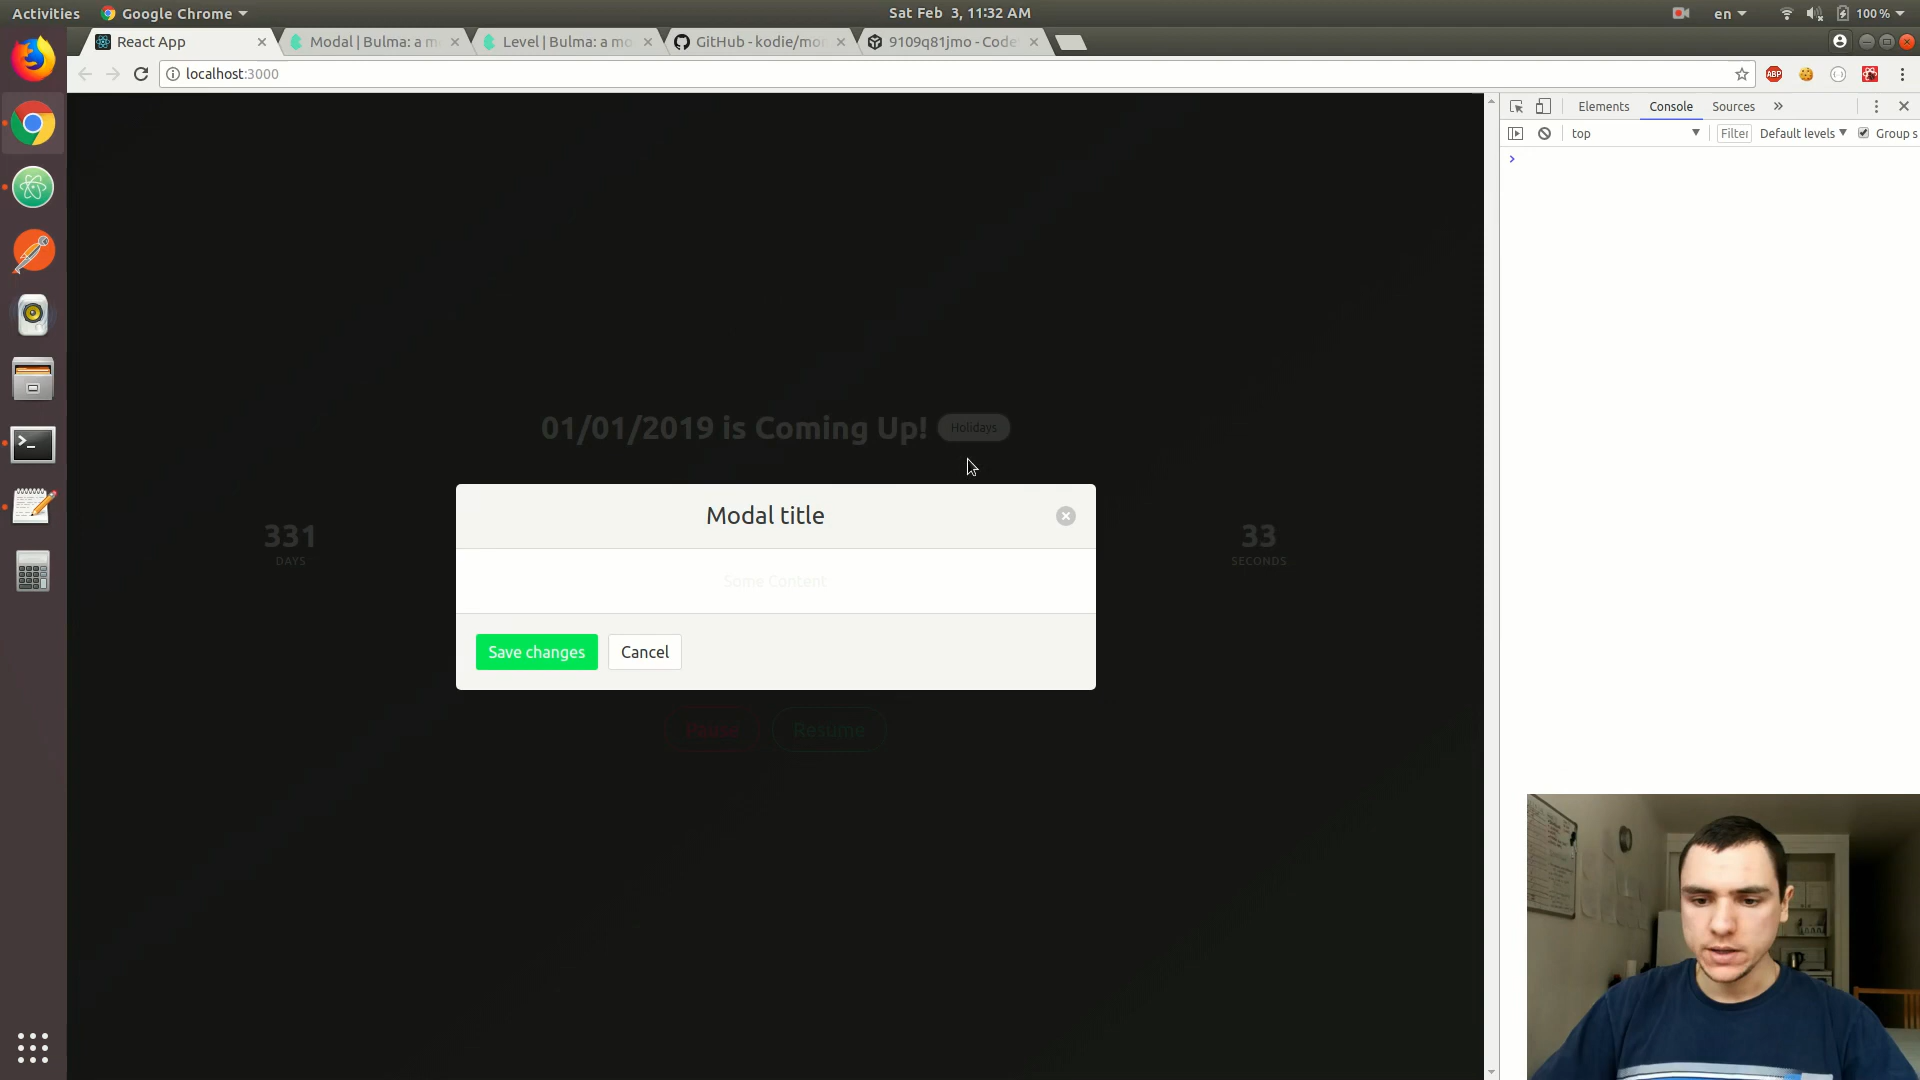 Activities
Google Chrome
Sat Feb 3, 11:32 AM
en
100 %
React App
Modal | Bulma: a m
Level | Bulma: a mo
GitHub - kodie/mo
9109q81jmo - Code
localhost:3000
ABP
Elements
Console
Sources
top
Filter
Default levels
Group s
01/01/2019 is Coming Up!
Holidays
Modal title
331
DAYS
33
SECONDS
Some Content
Save changes
Cancel
Pause
Resume